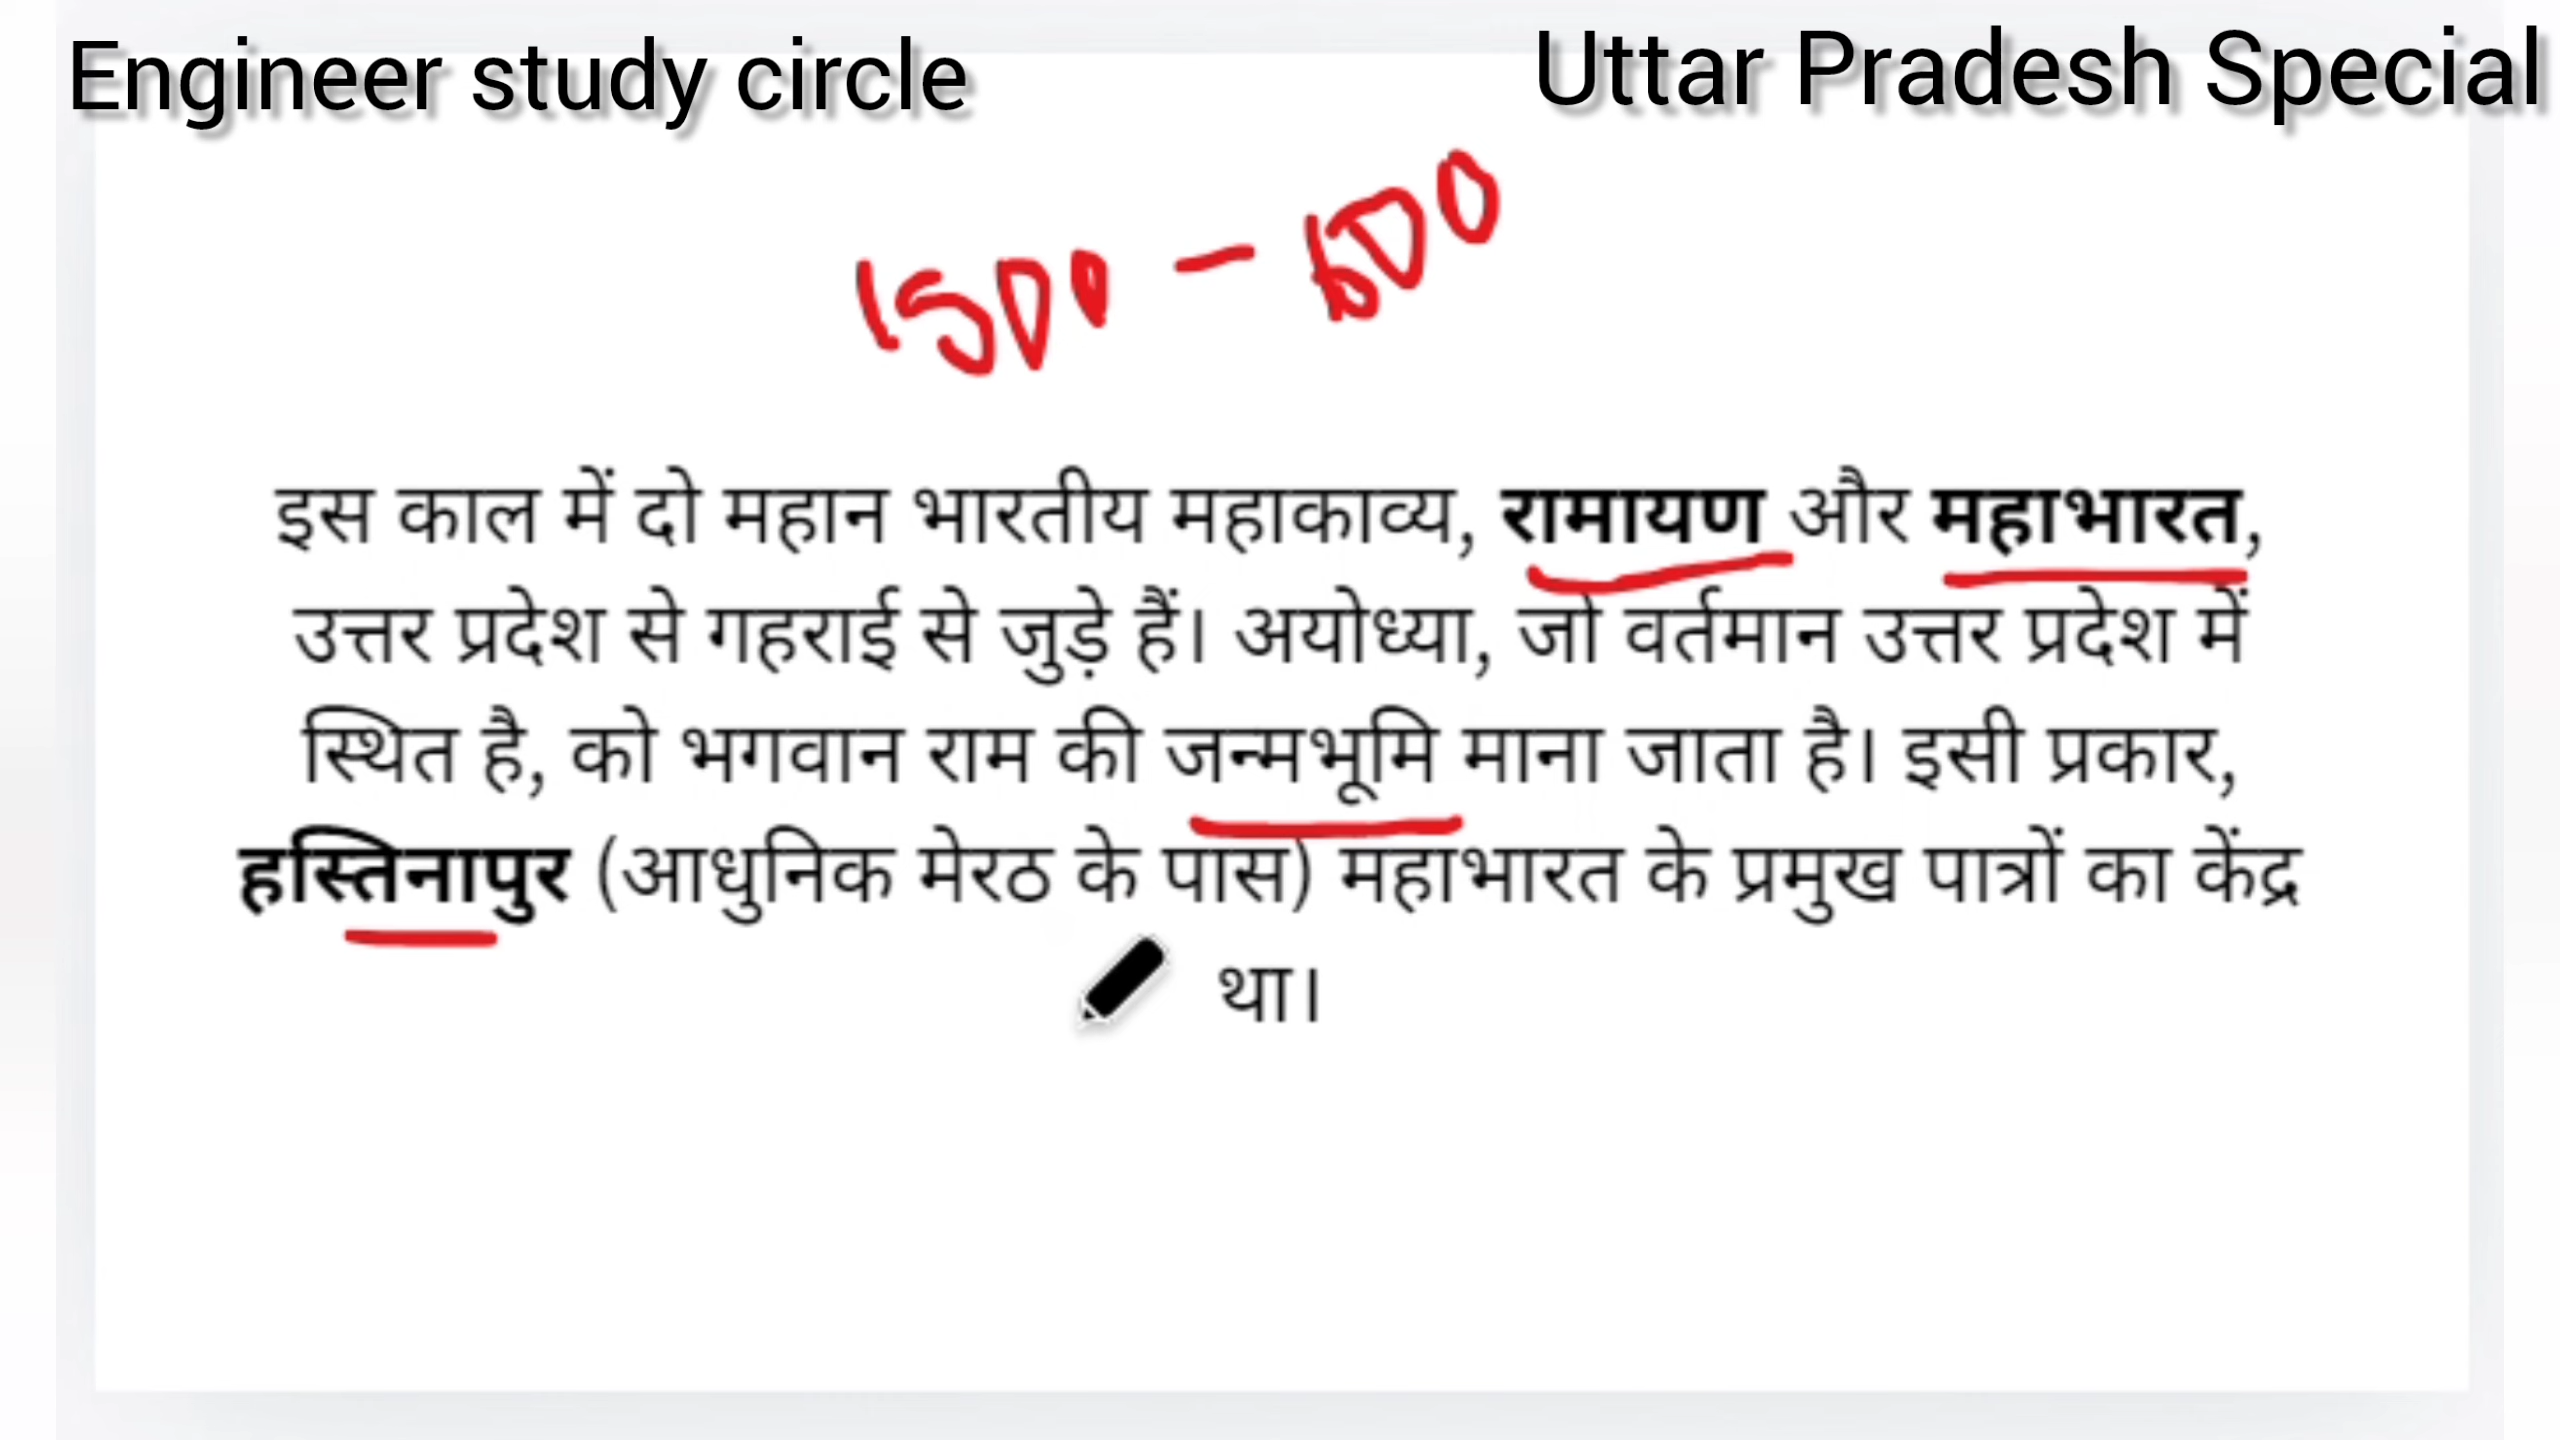 Engineer study circle
Uttar Pradesh Special
1500 - 600
इस काल में दो महान भारतीय महाकाव्य, रामायण और महाभारत,
उत्तर प्रदेश से गहराई से जुड़े हैं। अयोध्या, जो वर्तमान उत्तर प्रदेश में
स्थित है, को भगवान राम की जन्मभूमि माना जाता है। इसी प्रकार,
हस्तिनापुर (आधुनिक मेरठ के पास) महाभारत के प्रमुख पात्रों का केंद्र
था।